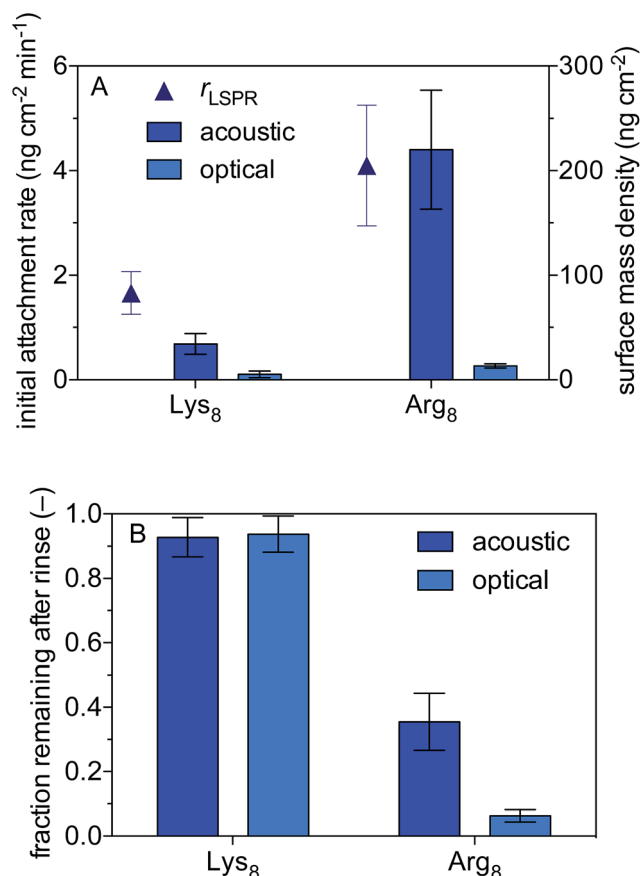 A
r_LSPR
acoustic
optical
initial attachment rate (ng cm⁻² min⁻¹)
6
4
2
0
surface mass density (ng cm⁻²)
300
200
100
0
Lys₈ Arg₈
B
acoustic
optical
fraction remaining after rinse (–)
1.0
0.8
0.6
0.4
0.2
0.0
Lys₈ Arg₈